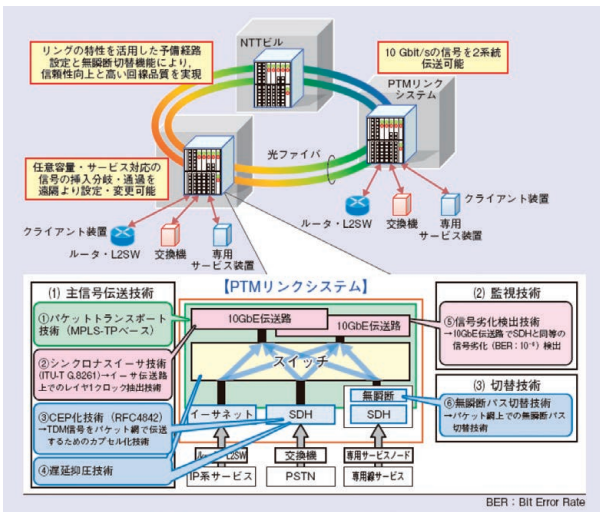 リングの特性を活用した予備経路
設定と無瞬断切替機能により,
信頼性向上と高い回線品質を実現
NTTビル
10 Gbit/sの信号を2系統
伝送可能
PTMリンク
システム
光ファイバ
任意容量・サービス対応の
信号の挿入分岐・通過を
遠隔より設定・変更可能
クライアント装置
ルータ・L2SW
交換機
専用
サービス装置
クライアント装置
ルータ・L2SW
交換機
専用
サービス装置
(1) 主信号伝送技術
①パケットトランスポート
技術(MPLS-TPベース)
②シンクロナスイーサ技術
(ITU-T G.8261)→イーサ伝送路
上でのレイヤ1クロック抽出技術
③CEP化技術(RFC4842)
→TDM信号をパケット網で伝送
するためのカプセル化技術
④遅延抑圧技術
【PTMリンクシステム】
10GbE伝送路
10GbE伝送路
スイッチ
イーサネット
SDH
無瞬断
SDH
L2SW
交換機
専用サービスノード
IP系サービス
PSTN
専用線サービス
(2) 監視技術
⑤信号劣化検出技術
→10GbE伝送路でSDHと同等の
信号劣化(BER:10⁻⁶)検出
(3) 切替技術
⑥無瞬断パス切替技術
→パケット網上での無瞬断パス
切替技術
BER:Bit Error Rate